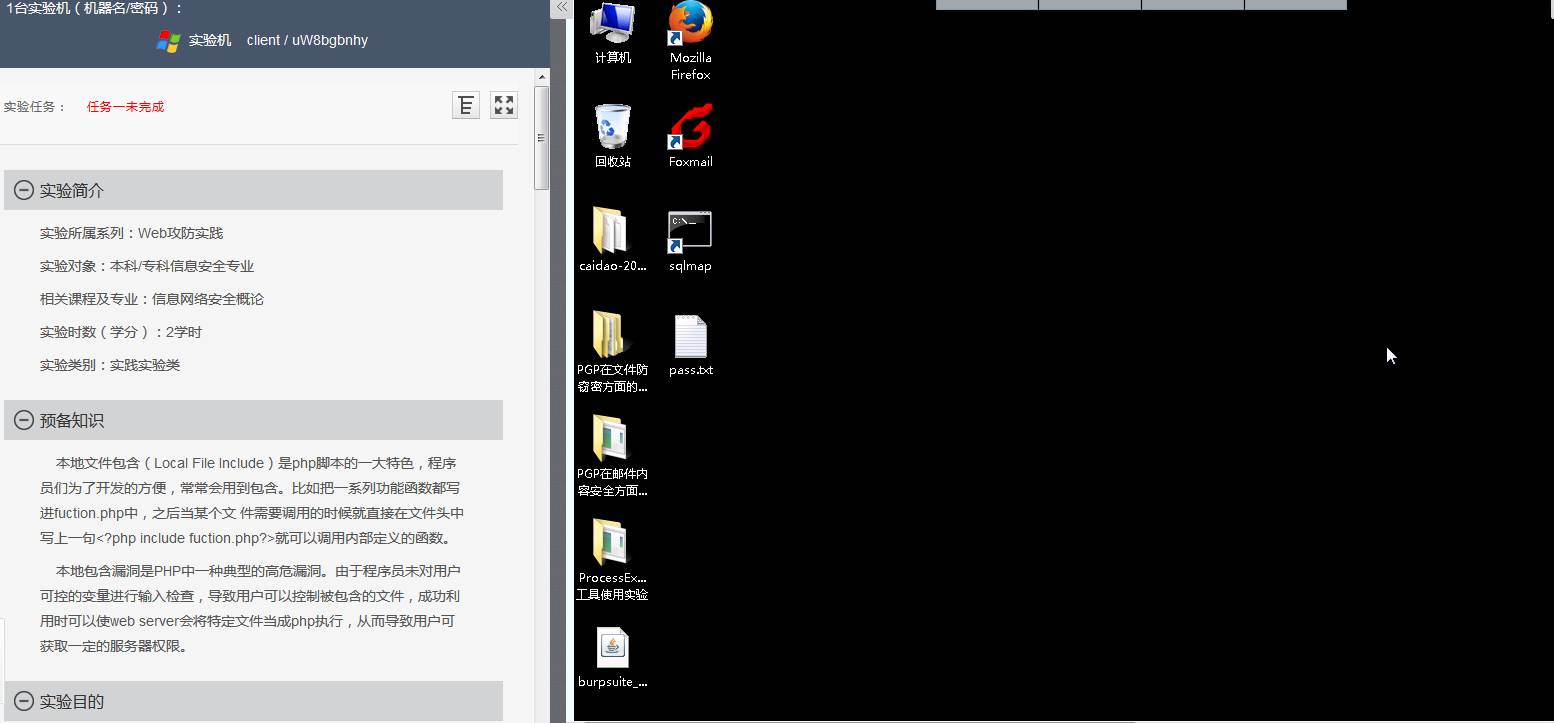 1台实验机（机器名/密码）：
实验机 client / uW8bgbnhy
实验任务： 任务一未完成
实验简介
实验所属系列：Web攻防实践
实验对象：本科/专科信息安全专业
相关课程及专业：信息网络安全概论
实验时数（学分）：2学时
实验类别：实践实验类
预备知识
本地文件包含（Local File Include）是php脚本的一大特色，程序
员们为了开发的方便，常常会用到包含。比如把一系列功能函数都写
进fuction.php中，之后当某个文 件需要调用的时候就直接在文件头中
写上一句<?php include fuction.php?>就可以调用内部定义的函数。
本地包含漏洞是PHP中一种典型的高危漏洞。由于程序员未对用户
可控的变量进行输入检查，导致用户可以控制被包含的文件，成功利
用时可以使web server会将特定文件当成php执行，从而导致用户可
获取一定的服务器权限。
实验目的
计算机
Mozilla
Firefox
回收站
Foxmail
caidao-20...
sqlmap
PGP在文件防
窃密方面的...
pass.txt
PGP在邮件内
容安全方面...
ProcessEx...
工具使用实验
burpsuite_...